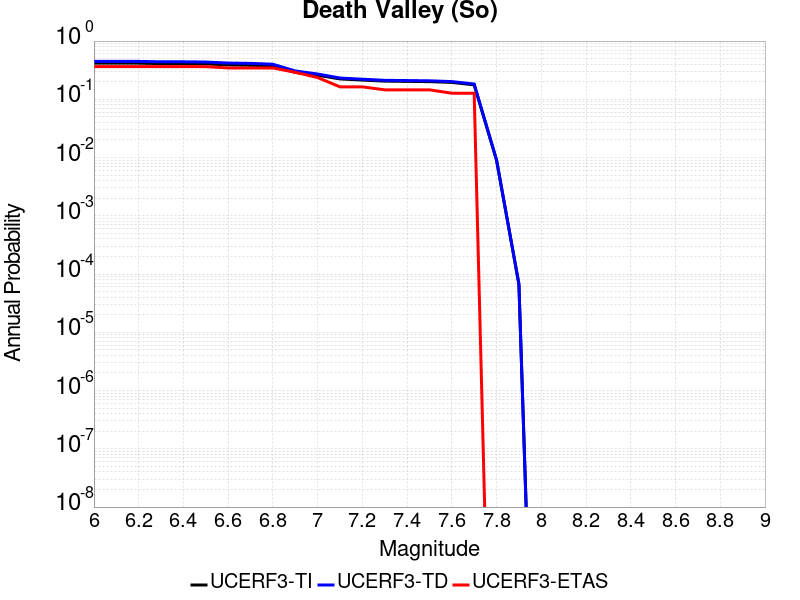 Death Valley (So)
10^0
10^-1
10^-2
10^-3
10^-4
10^-5
10^-6
10^-7
10^-8
Annual Probability
6 6.2 6.4 6.6 6.8 7 7.2 7.4 7.6 7.8 8 8.2 8.4 8.6 8.8 9
Magnitude
UCERF3-TI UCERF3-TD UCERF3-ETAS